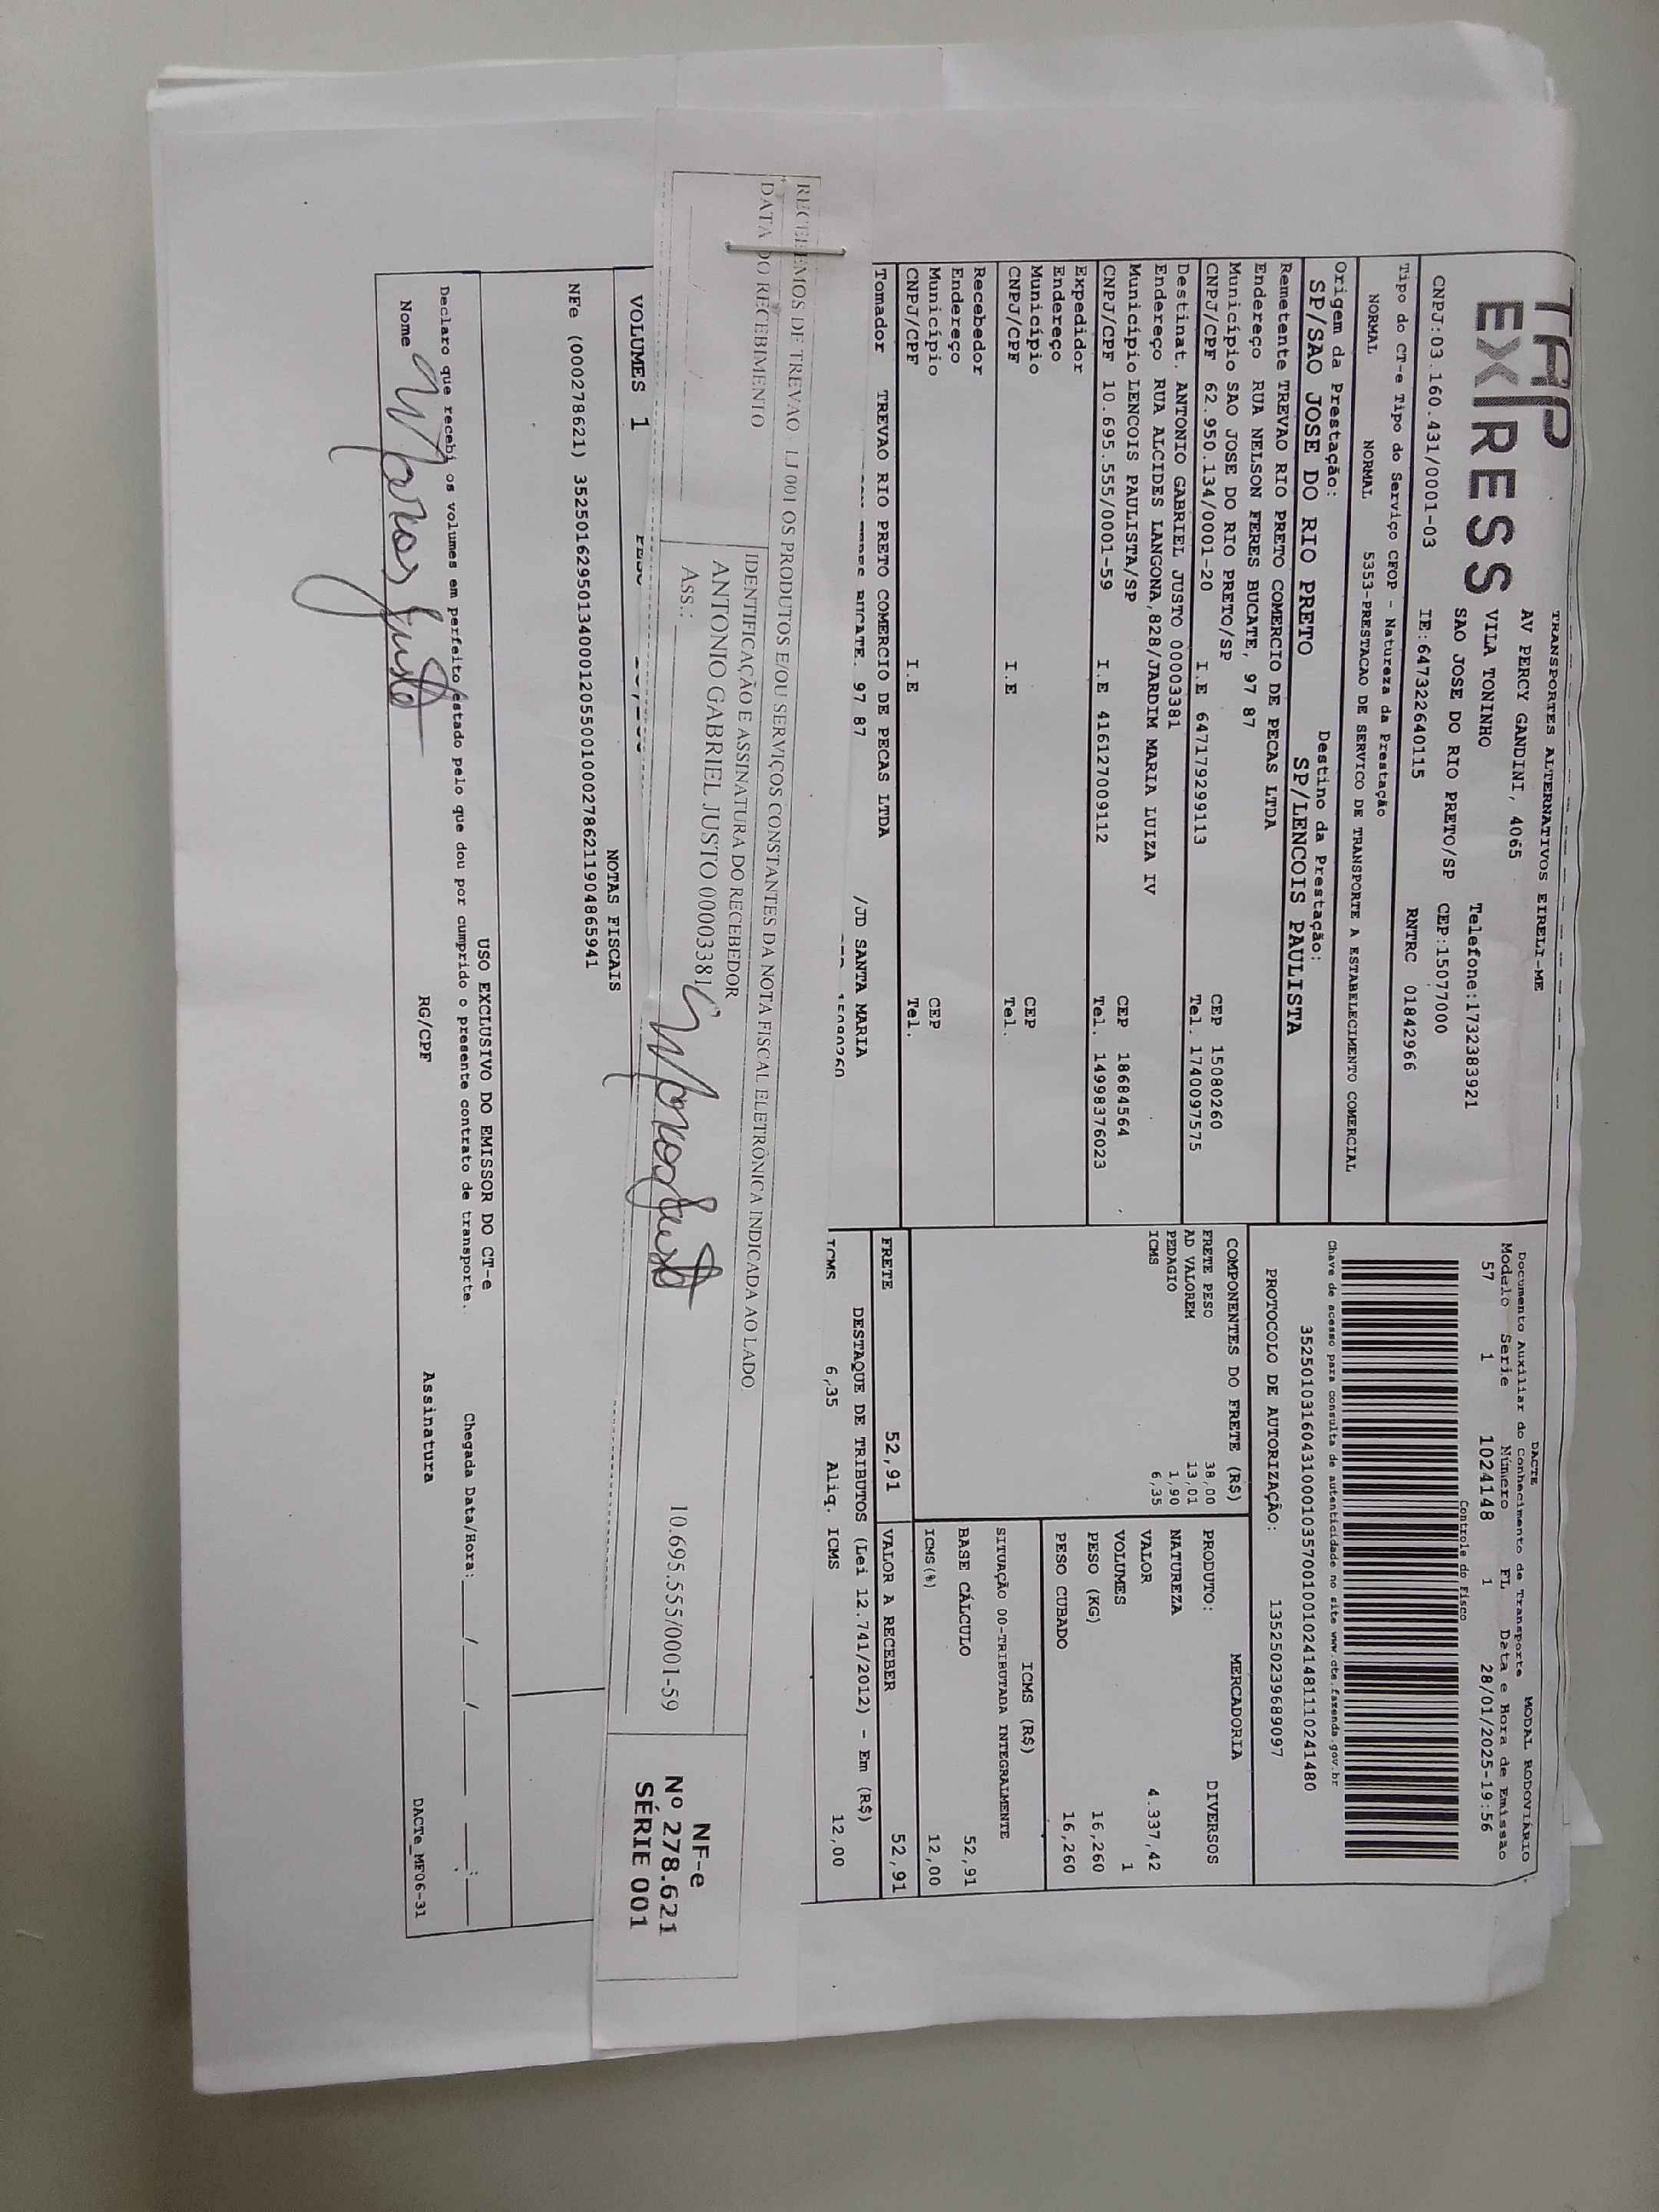 TAP
EXPRESS
TRANSPORTES ALTERNATIVOS EIRELI-ME
AV PERCY GANDINI, 4065
VILA TONINHO
Telefone:1732383921
SAO JOSE DO RIO PRETO/SP CEP:15077000
CNPJ:03.160.431/0001-03 IE:647322640115 RNTRC 01842966
Tipo do CT-e Tipo do Serviço CFOP - Natureza da Prestação
NORMAL NORMAL 5353-PRESTACAO DE SERVICO DE TRANSPORTE A ESTABELECIMENTO COMERCIAL
Origem da Prestação: Destino da Prestação:
SP/SAO JOSE DO RIO PRETO SP/LENCOIS PAULISTA
Remetente TREVAO RIO PRETO COMERCIO DE PECAS LTDA
Endereço RUA NELSON FERES BUCATE, 97 87
Município SAO JOSE DO RIO PRETO/SP CEP 15080260
CNPJ/CPF 62.950.134/0001-20 I.E 647179299113 Tel. 1740097575
Destinat. ANTONIO GABRIEL JUSTO 00003381
Endereço RUA ALCIDES LANGONA,828/JARDIM MARIA LUIZA IV
Município LENCOIS PAULISTA/SP CEP 18684564
CNPJ/CPF 10.695.555/0001-59 I.E 416127009112 Tel. 14998376023
Expedidor
Endereço
Município CEP
CNPJ/CPF I.E Tel.
Recebedor
Endereço
Município CEP
CNPJ/CPF I.E Tel.
Tomador TREVAO RIO PRETO COMERCIO DE PECAS LTDA
BUCATE, 97 87 /JD SANTA MARIA
15080260
DACTE MODAL RODOVIÁRIO
Documento Auxiliar do Conhecimento de Transporte
Modelo Serie Número FL Data e Hora de Emissão
57 1 1024148 1 28/01/2025-19:56
Controle do Fisco
Chave de acesso para consulta de autenticidade no site www.cte.fazenda.gov.br
35250103160431000103570010010241481110241480
PROTOCOLO DE AUTORIZAÇÃO: 135250239689097
COMPONENTES DO FRETE (R$)
FRETE PESO 38,00
AD VALOREM 13,01
PEDAGIO 1,90
ICMS 6,35
MERCADORIA
PRODUTO: DIVERSOS
NATUREZA
VALOR 4.337,42
VOLUMES 1
PESO (KG) 16,260
PESO CUBADO 16,260
ICMS (R$)
SITUAÇÃO 00-TRIBUTADA INTEGRALMENTE
BASE CÁLCULO 52,91
ICMS(%) 12,00
FRETE 52,91 VALOR A RECEBER 52,91
DESTAQUE DE TRIBUTOS (Lei 12.741/2012) - Em (R$)
ICMS 6,35 Aliq. ICMS 12,00
RECEBEMOS DE TREVAO LJ001 OS PRODUTOS E/OU SERVIÇOS CONSTANTES DA NOTA FISCAL ELETRÔNICA INDICADA AO LADO.
DATA DO RECEBIMENTO
IDENTIFICAÇÃO E ASSINATURA DO RECEBEDOR
ANTONIO GABRIEL JUSTO 00003381 10.695.555/0001-59
Ass.:
Marcos Justo
NF-e
Nº 278.621
SÉRIE 001
VOLUMES 1
NOTAS FISCAIS
NFe (000278621) 35250162950134000120550010002786211904865941
USO EXCLUSIVO DO EMISSOR DO CT-e
Declaro que recebi os volumes em perfeito estado pelo que dou por cumprido o presente contrato de transporte. Chegada Data/Hora: ____/____/____ ___:___
Nome Marcos Justo RG/CPF Assinatura
DACTe_MF06-31